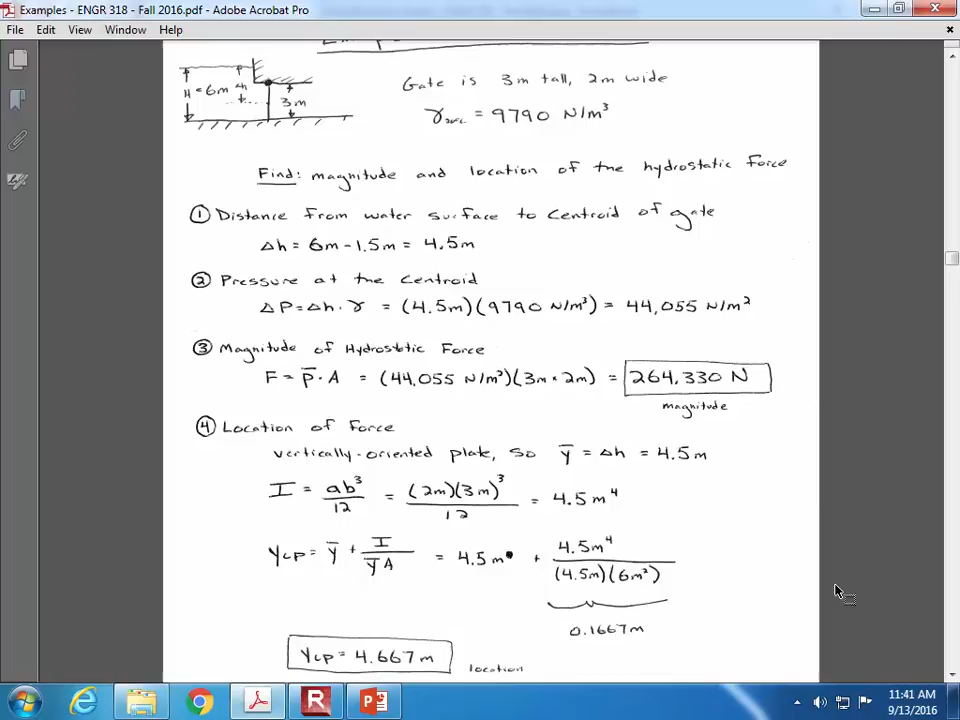 Examples - ENGR 318 - Fall 2016.pdf - Adobe Acrobat Pro
File Edit View Window Help
H = 6m Δh 3m
Gate is 3m tall, 2m wide
γ = 9790 N/m³
Find: magnitude and location of the hydrostatic force
① Distance from water surface to centroid of gate
Δh = 6m - 1.5m = 4.5m
② Pressure at the centroid
ΔP = Δh · γ = (4.5m)(9790 N/m³) = 44,055 N/m²
③ Magnitude of Hydrostatic Force
F = p̅ · A = (44,055 N/m²)(3m × 2m) = 264,330 N
magnitude
④ Location of Force
vertically-oriented plate, so y̅ = Δh = 4.5m
I = ab³/12 = (2m)(3m)³/12 = 4.5m⁴
Ycp = y̅ + I/(y̅A) = 4.5m + 4.5m⁴/((4.5m)(6m²))
0.1667m
Ycp = 4.667m location
11:41 AM
9/13/2016